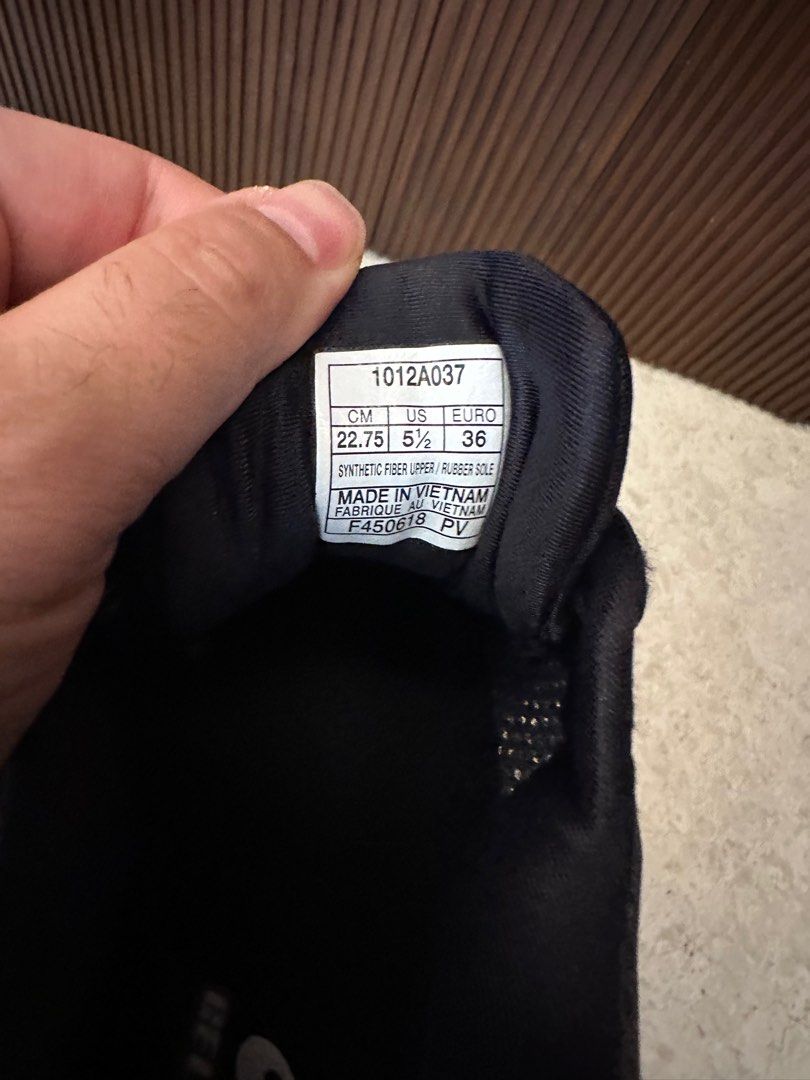 1012A037
CM US EURO
22.75 5½ 36
SYNTHETIC FIBER UPPER / RUBBER SOLE
MADE IN VIETNAM
FABRIQUE AU VIETNAM
F450618 PV